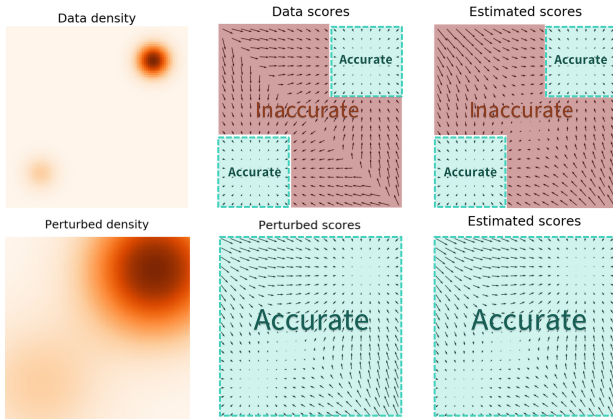 Data density
Data scores
Estimated scores
Accurate
Accurate
Inaccurate
Inaccurate
Accurate
Accurate
Perturbed density
Perturbed scores
Estimated scores
Accurate
Accurate